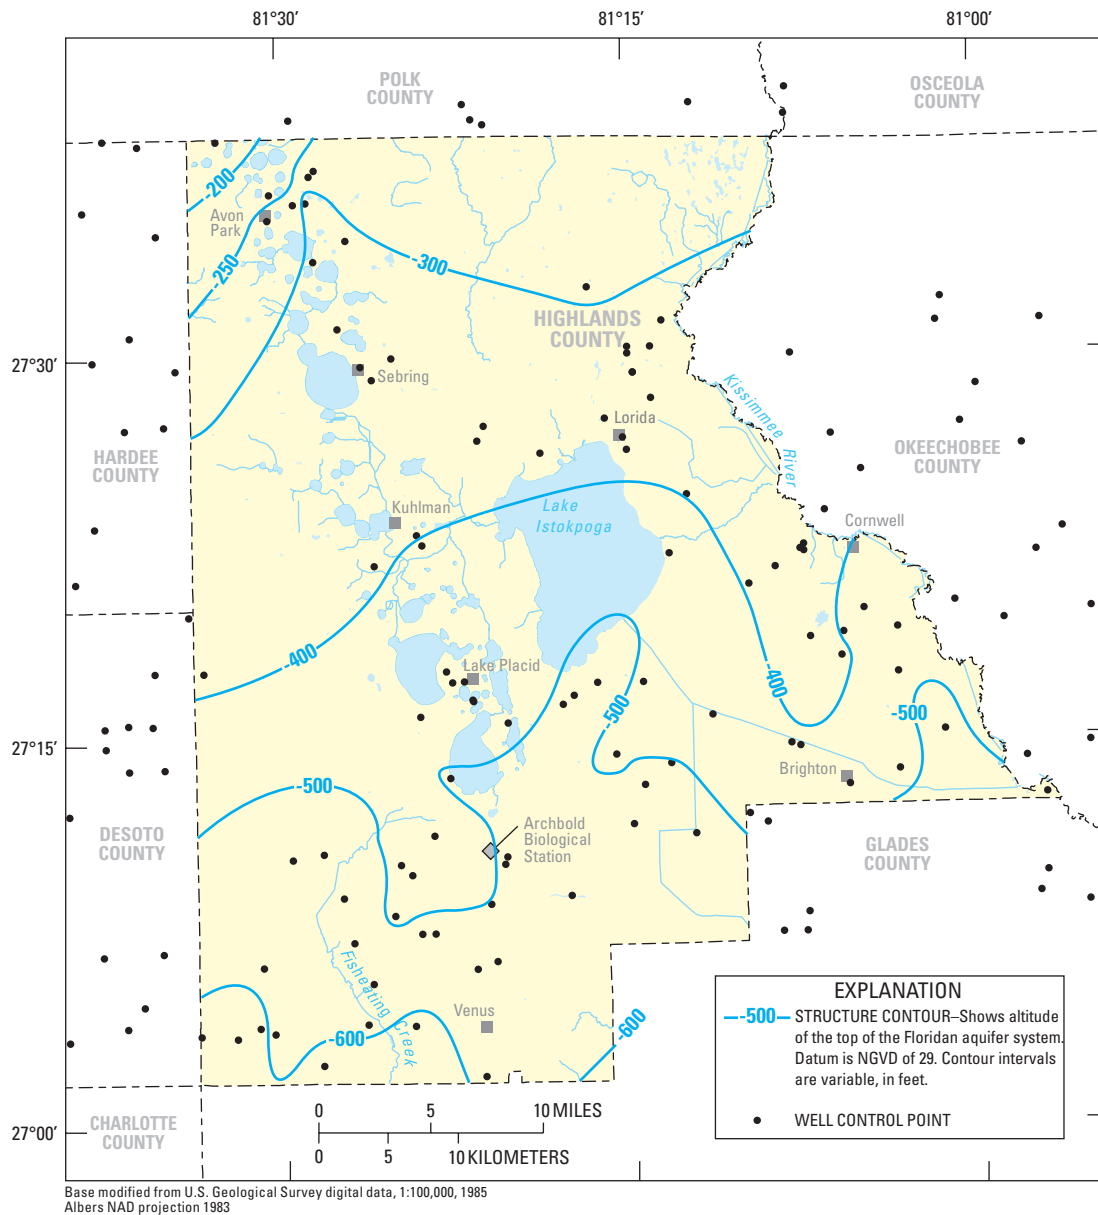 81°30'
81°15'
81°00'
POLK
COUNTY
OSCEOLA
COUNTY
-200
Avon
Park
-250
-300
HIGHLANDS
COUNTY
27°30'
Sebring
Kissimmee
River
Lorida
HARDEE
COUNTY
OKEECHOBEE
COUNTY
Kuhlman
Lake
Istokpoga
Cornwell
-400
Lake Placid
-400
-500
-500
27°15'
Brighton
-500
DESOTO
COUNTY
Archbold
Biological
Station
GLADES
COUNTY
Fisheating Creek
Venus
-600
-600
EXPLANATION
-500 STRUCTURE CONTOUR–Shows altitude
of the top of the Floridan aquifer system.
Datum is NGVD of 29. Contour intervals
are variable, in feet.
WELL CONTROL POINT
CHARLOTTE
COUNTY
27°00'
0 5 10 MILES
0 5 10 KILOMETERS
Base modified from U.S. Geological Survey digital data, 1:100,000, 1985
Albers NAD projection 1983